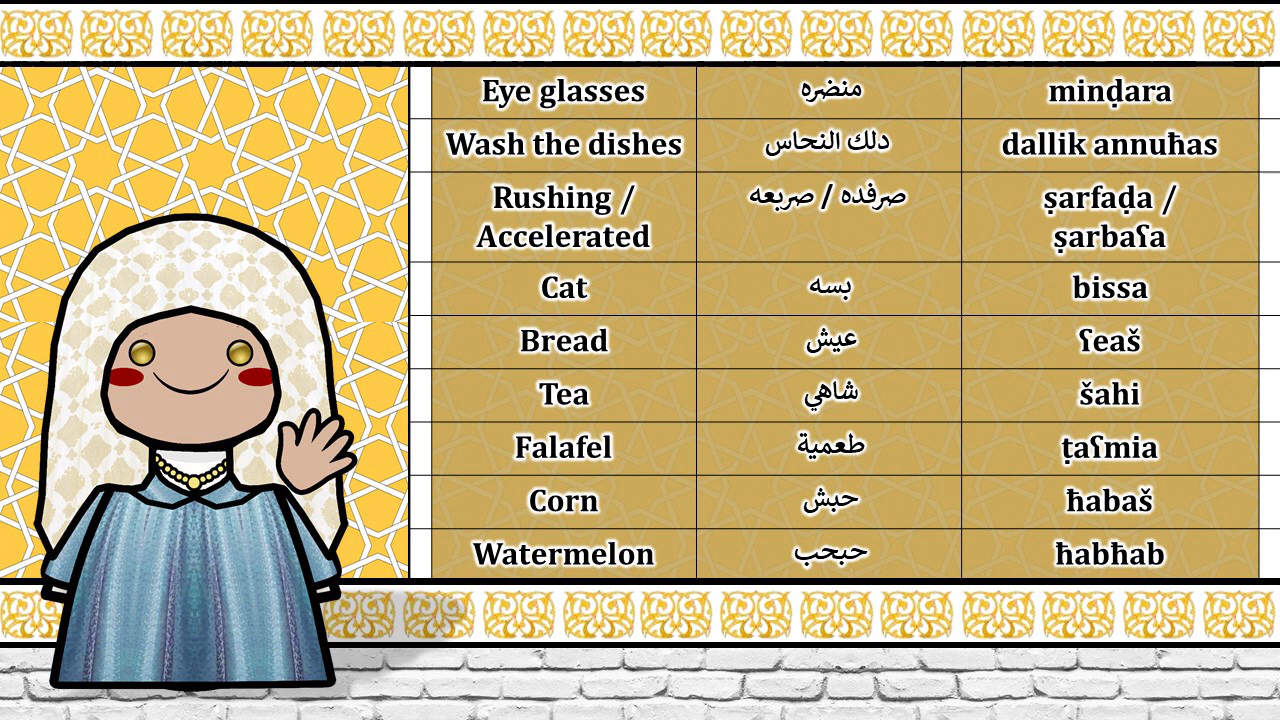 Eye glasses منضره minḍara
Wash the dishes دلك النحاس dallik annuħas
Rushing / صرفده / صربعه ṣarfaḍa /
Accelerated ṣarbaʕa
Cat بسه bissa
Bread عيش ʕeaš
Tea شاهي šahi
Falafel طعمية ṭaʕmia
Corn حبش ħabaš
Watermelon حبحب ħabħab